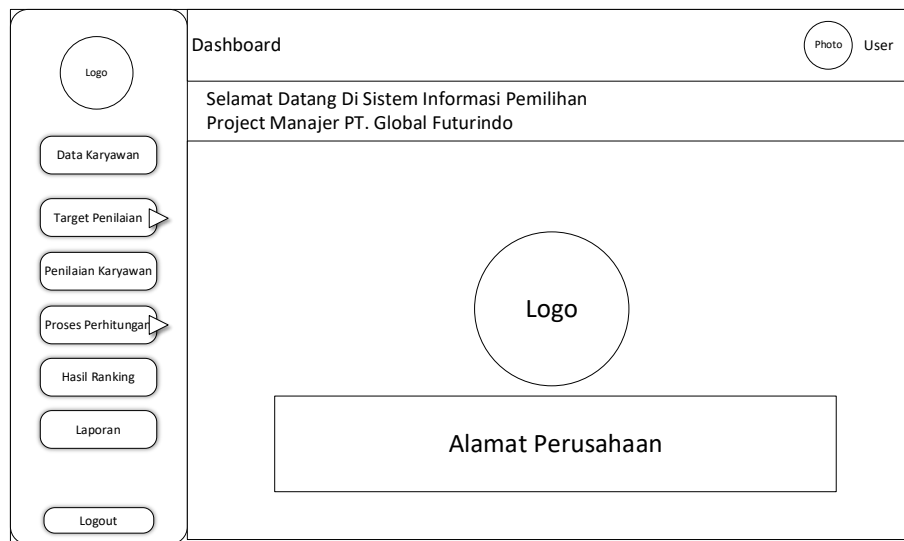 Logo
Data Karyawan
Target Penilaian
Penilaian Karyawan
Proses Perhitungan
Hasil Ranking
Laporan
Logout
Dashboard
Photo
User
Selamat Datang Di Sistem Informasi Pemilihan
Project Manajer PT. Global Futurindo
Logo
Alamat Perusahaan